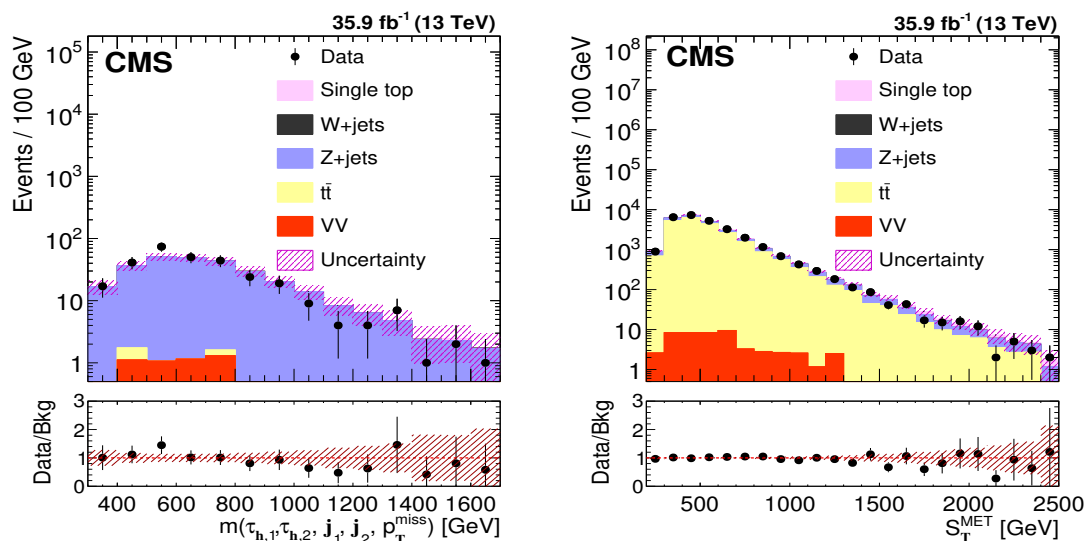 35.9 fb⁻¹ (13 TeV)
CMS
Data
Single top
W+jets
Z+jets
tt̄
VV
Uncertainty
Events / 100 GeV
10⁵
10⁴
10³
10²
10
1
Data/Bkg
3
2
1
0
400 600 800 1000 1200 1400 1600
m(τh,1,τh,2, j1, j2, pTmiss) [GeV]
35.9 fb⁻¹ (13 TeV)
CMS
Data
Single top
W+jets
Z+jets
tt̄
VV
Uncertainty
Events / 100 GeV
10⁸
10⁷
10⁶
10⁵
10⁴
10³
10²
10
1
Data/Bkg
3
2
1
0
500 1000 1500 2000 2500
STMET [GeV]